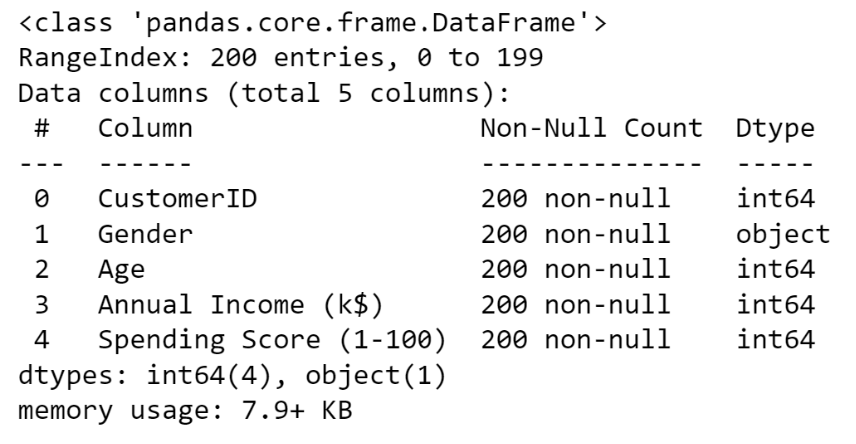 <class 'pandas.core.frame.DataFrame'>
RangeIndex: 200 entries, 0 to 199
Data columns (total 5 columns):
 #   Column                  Non-Null Count  Dtype
---  ------                  --------------  -----
 0   CustomerID              200 non-null    int64
 1   Gender                  200 non-null    object
 2   Age                     200 non-null    int64
 3   Annual Income (k$)      200 non-null    int64
 4   Spending Score (1-100)  200 non-null    int64
dtypes: int64(4), object(1)
memory usage: 7.9+ KB